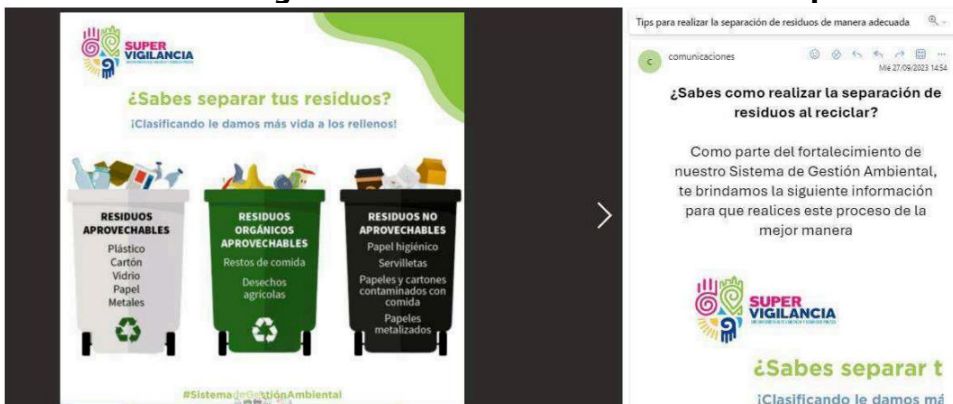 SUPER
VIGILANCIA
¿Sabes separar tus residuos?
¡Clasificando le damos más vida a los rellenos!
RESIDUOS
APROVECHABLES
Plástico
Cartón
Vidrio
Papel
Metales
RESIDUOS
ORGÁNICOS
APROVECHABLES
Restos de comida
Desechos
agrícolas
RESIDUOS NO
APROVECHABLES
Papel higiénico
Servilletas
Papeles y cartones
contaminados con
comida
Papeles
metalizados
#SistemadeGestiónAmbiental
Tips para realizar la separación de residuos de manera adecuada
C
comunicaciones
Mié 27/09/2023 14:54
¿Sabes como realizar la separación de
residuos al reciclar?
Como parte del fortalecimiento de
nuestro Sistema de Gestión Ambiental,
te brindamos la siguiente información
para que realices este proceso de la
mejor manera
SUPER
VIGILANCIA
¿Sabes separar t
¡Clasificando le damos má